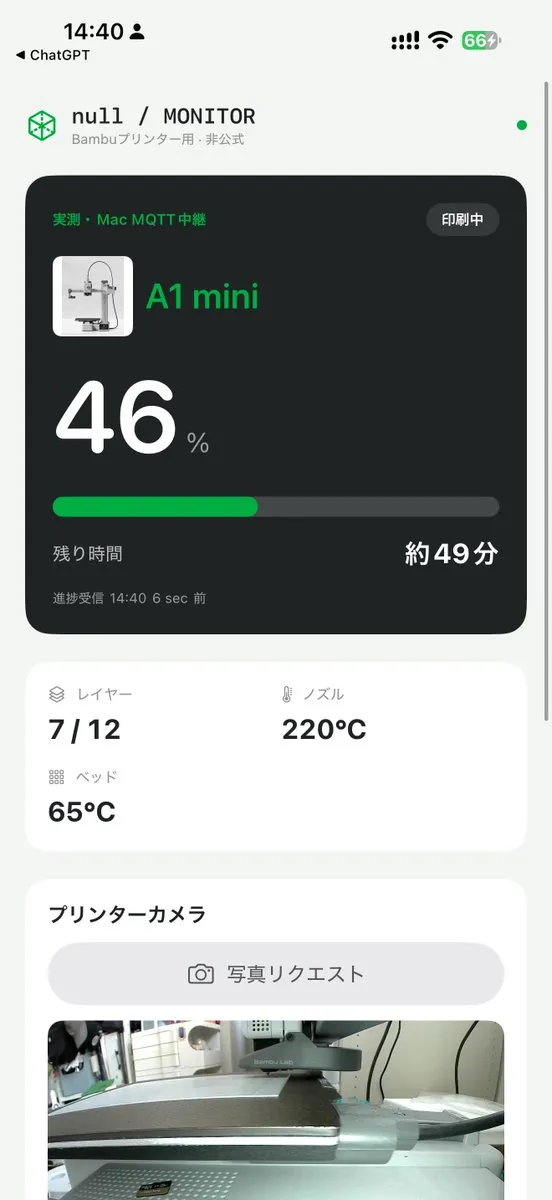 14:40
66
◀ ChatGPT
null / MONITOR
Bambuプリンター用・非公式
実測・Mac MQTT中継
印刷中
A1 mini
46 %
残り時間
約49分
進捗受信 14:40 6 sec 前
レイヤー
ノズル
7 / 12
220°C
ベッド
65°C
プリンターカメラ
写真リクエスト
Bambu Lab